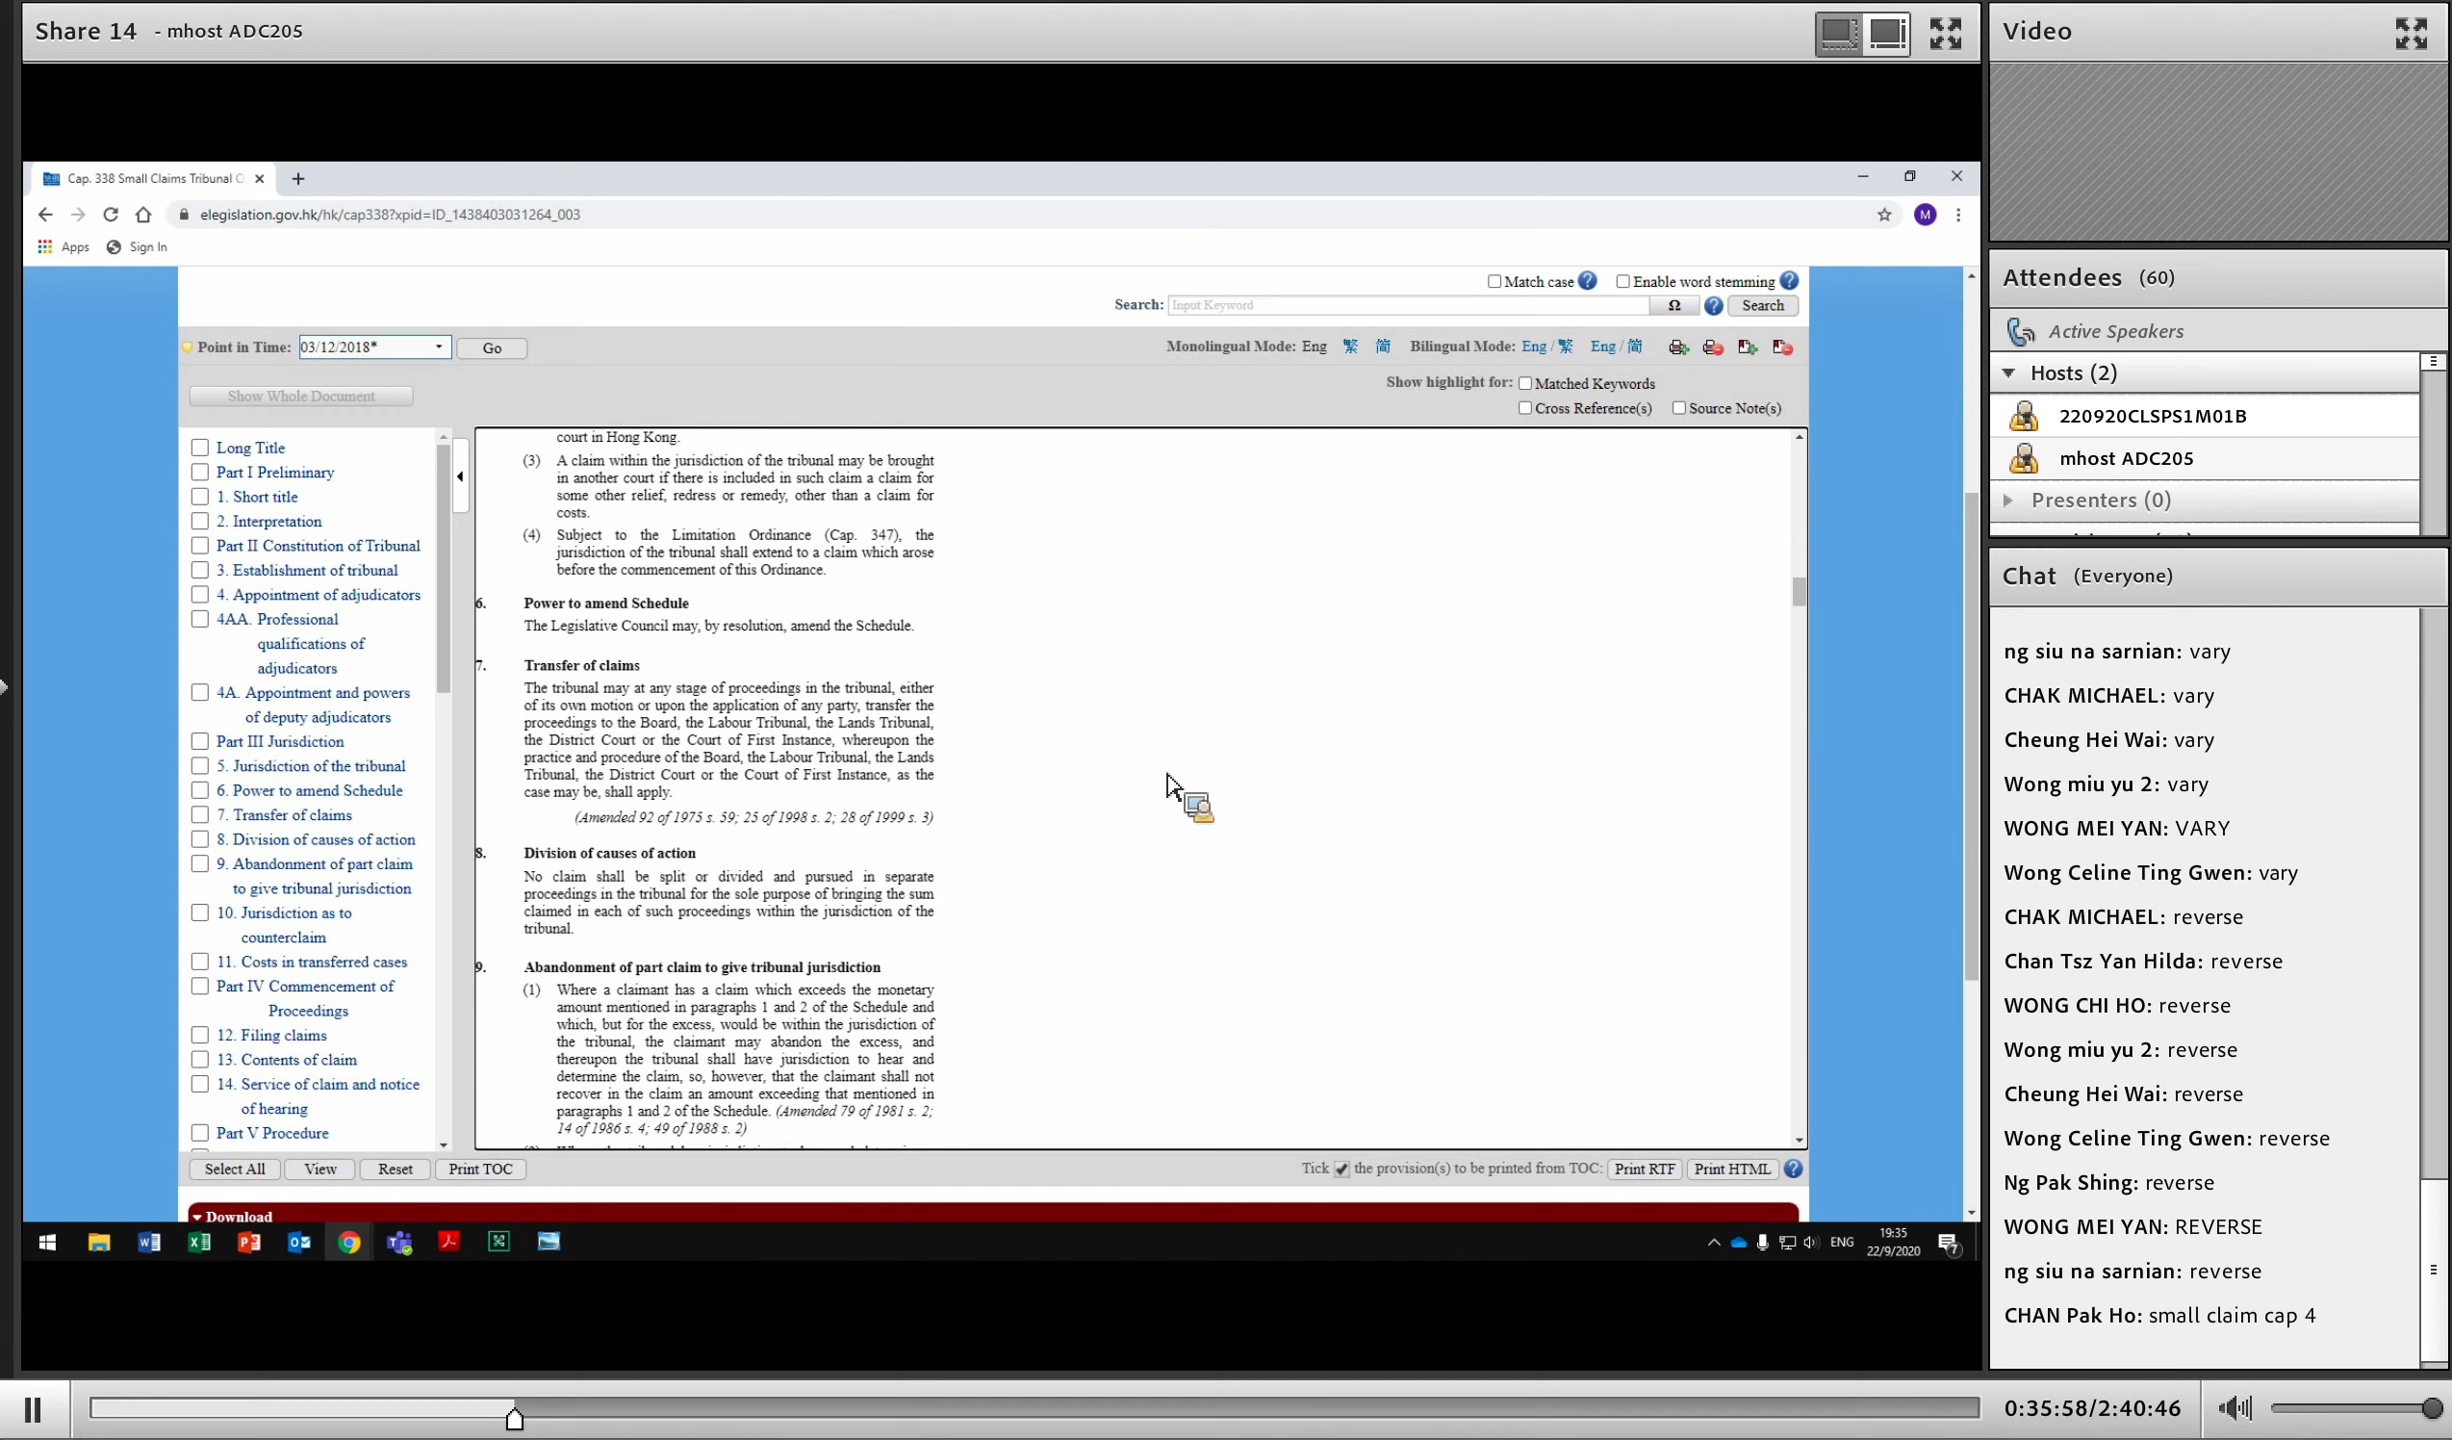 Share 14 - mhost ADC205
Video
Cap. 338 Small Claims Tribunal O
elegislation.gov.hk/hk/cap338?xpid=ID_1438403031264_003
M
Apps Sign In
Match case ? Enable word stemming ?
Search: Input Keyword Ω ? Search
Point in Time: 03/12/2018* Go
Monolingual Mode: Eng 繁 简 Bilingual Mode: Eng / 繁 Eng / 简
Show Whole Document
Show highlight for: Matched Keywords
Cross Reference(s) Source Note(s)
Long Title
Part I Preliminary
1. Short title
2. Interpretation
Part II Constitution of Tribunal
3. Establishment of tribunal
4. Appointment of adjudicators
4AA. Professional
qualifications of
adjudicators
4A. Appointment and powers
of deputy adjudicators
Part III Jurisdiction
5. Jurisdiction of the tribunal
6. Power to amend Schedule
7. Transfer of claims
8. Division of causes of action
9. Abandonment of part claim
to give tribunal jurisdiction
10. Jurisdiction as to
counterclaim
11. Costs in transferred cases
Part IV Commencement of
Proceedings
12. Filing claims
13. Contents of claim
14. Service of claim and notice
of hearing
Part V Procedure
court in Hong Kong.
(3) A claim within the jurisdiction of the tribunal may be brought
in another court if there is included in such claim a claim for
some other relief, redress or remedy, other than a claim for
costs.
(4) Subject to the Limitation Ordinance (Cap. 347), the
jurisdiction of the tribunal shall extend to a claim which arose
before the commencement of this Ordinance.
6. Power to amend Schedule
The Legislative Council may, by resolution, amend the Schedule.
7. Transfer of claims
The tribunal may at any stage of proceedings in the tribunal, either
of its own motion or upon the application of any party, transfer the
proceedings to the Board, the Labour Tribunal, the Lands Tribunal,
the District Court or the Court of First Instance, whereupon the
practice and procedure of the Board, the Labour Tribunal, the Lands
Tribunal, the District Court or the Court of First Instance, as the
case may be, shall apply.
(Amended 92 of 1975 s. 59; 25 of 1998 s. 2; 28 of 1999 s. 3)
8. Division of causes of action
No claim shall be split or divided and pursued in separate
proceedings in the tribunal for the sole purpose of bringing the sum
claimed in each of such proceedings within the jurisdiction of the
tribunal.
9. Abandonment of part claim to give tribunal jurisdiction
(1) Where a claimant has a claim which exceeds the monetary
amount mentioned in paragraphs 1 and 2 of the Schedule and
which, but for the excess, would be within the jurisdiction of
the tribunal, the claimant may abandon the excess, and
thereupon the tribunal shall have jurisdiction to hear and
determine the claim, so, however, that the claimant shall not
recover in the claim an amount exceeding that mentioned in
paragraphs 1 and 2 of the Schedule. (Amended 79 of 1981 s. 2;
14 of 1986 s. 4; 49 of 1988 s. 2)
Select All View Reset Print TOC
Tick the provision(s) to be printed from TOC: Print RTF Print HTML ?
Download
ENG
19:35
22/9/2020
7
Attendees (60)
Active Speakers
Hosts (2)
220920CLSPS1M01B
mhost ADC205
Presenters (0)
Chat (Everyone)
ng siu na sarnian: vary
CHAK MICHAEL: vary
Cheung Hei Wai: vary
Wong miu yu 2: vary
WONG MEI YAN: VARY
Wong Celine Ting Gwen: vary
CHAK MICHAEL: reverse
Chan Tsz Yan Hilda: reverse
WONG CHI HO: reverse
Wong miu yu 2: reverse
Cheung Hei Wai: reverse
Wong Celine Ting Gwen: reverse
Ng Pak Shing: reverse
WONG MEI YAN: REVERSE
ng siu na sarnian: reverse
CHAN Pak Ho: small claim cap 4
0:35:58/2:40:46